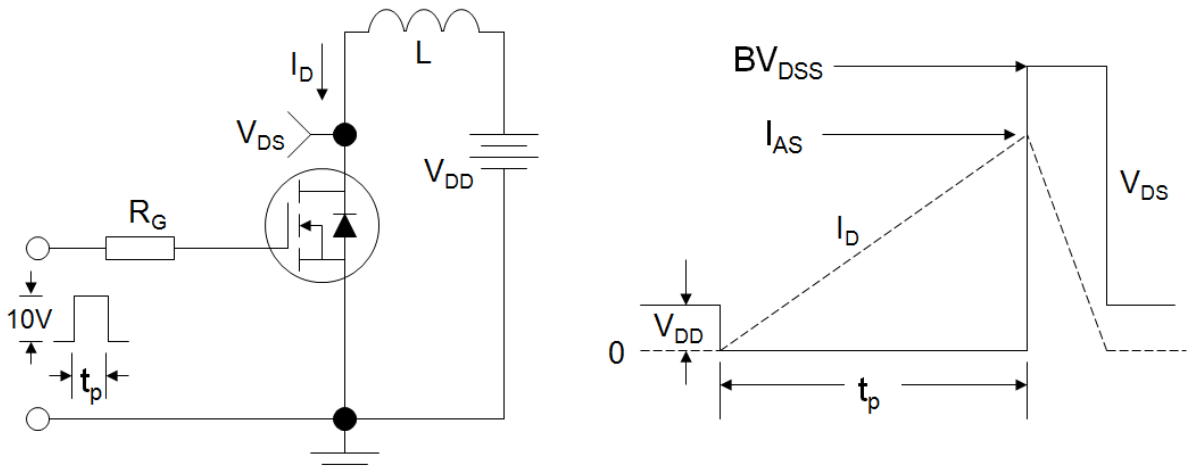 L
I_D
V_DS
V_DD
R_G
10V
t_p
BV_DSS
I_AS
V_DS
I_D
V_DD
0
t_p